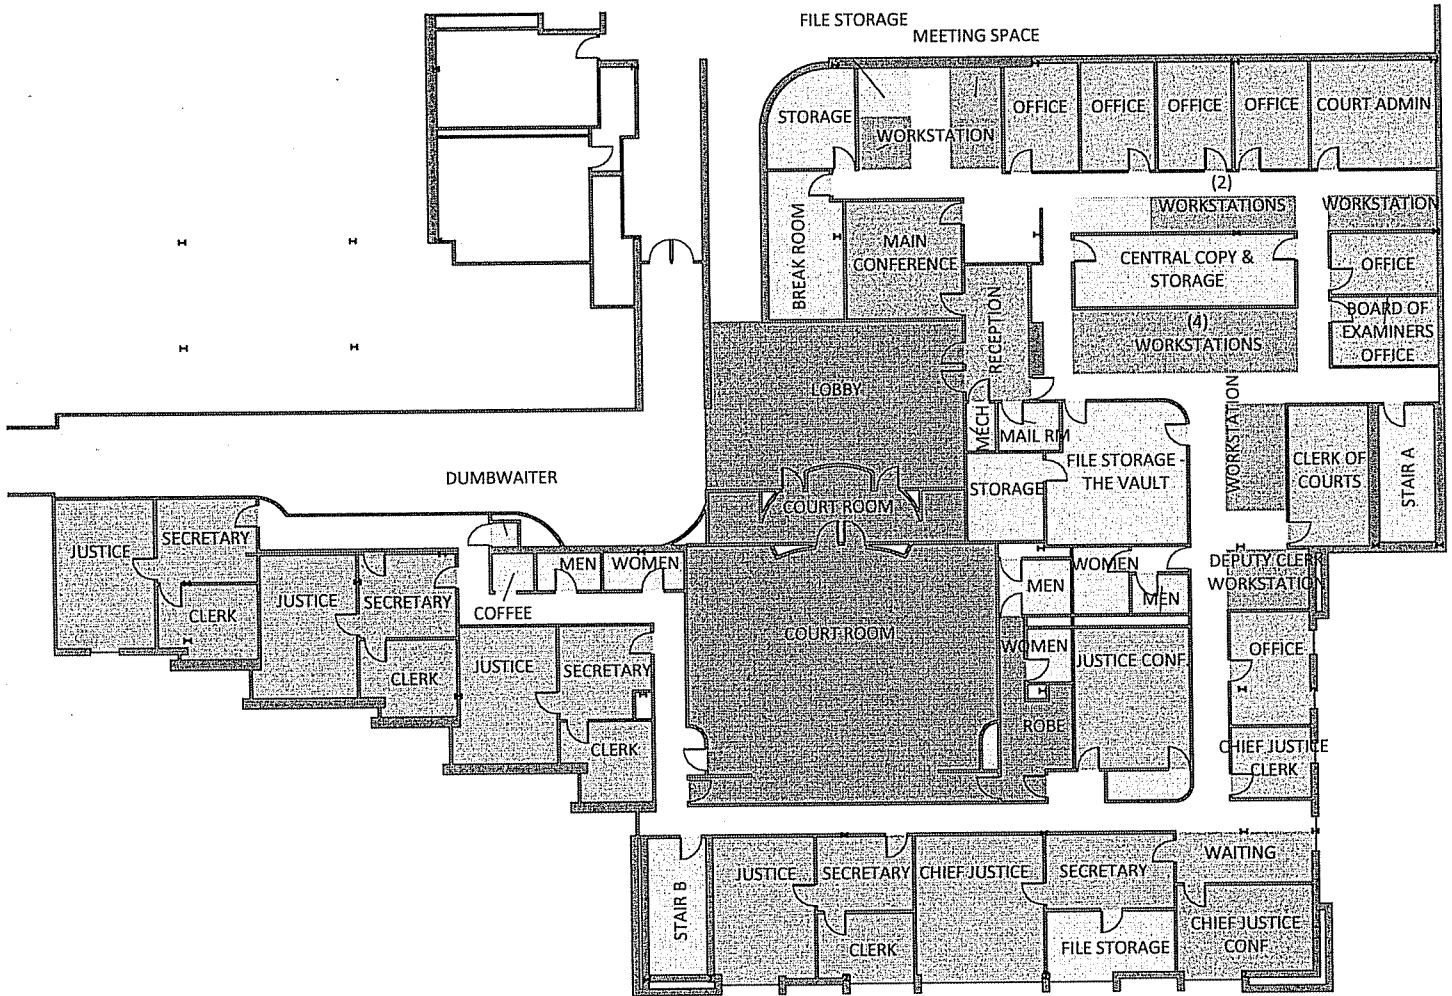 FILE STORAGE
MEETING SPACE
STORAGE
WORKSTATION
OFFICE
OFFICE
OFFICE
OFFICE
COURT ADMIN
(2)
WORKSTATIONS
WORKSTATION
BREAK ROOM
MAIN
CONFERENCE
CENTRAL COPY &
STORAGE
OFFICE
RECEPTION
(4)
WORKSTATIONS
BOARD OF
EXAMINERS
OFFICE
LOBBY
MECH
MAIL RM
WORKSTATION
CLERK OF
COURTS
STAIR A
FILE STORAGE -
THE VAULT
STORAGE
DUMBWAITER
COURT ROOM
JUSTICE
SECRETARY
CLERK
JUSTICE
SECRETARY
CLERK
MEN
WOMEN
COFFEE
MEN
WOMEN
MEN
DEPUTY CLERK
WORKSTATION
COURT ROOM
WOMEN
JUSTICE CONF.
OFFICE
JUSTICE
SECRETARY
CLERK
ROBE
CHIEF JUSTICE
CLERK
STAIR B
JUSTICE
SECRETARY
CLERK
CHIEF JUSTICE
SECRETARY
FILE STORAGE
WAITING
CHIEF JUSTICE
CONF